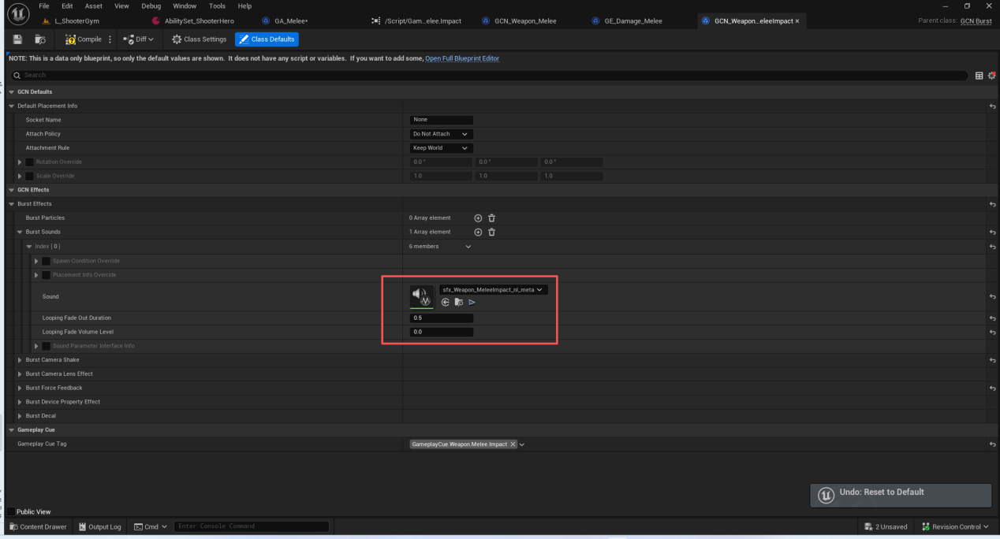 File Edit Asset View Debug Window Tools Help
L_ShooterGym AbilitySet_ShooterHero GA_Melee* /Script/Gam...elee.Impact GCN_Weapon_Melee GE_Damage_Melee GCN_Weapon...eleeImpact × Parent class: GCN Burst
Compile Diff Class Settings Class Defaults
NOTE: This is a data only blueprint, so only the default values are shown. It does not have any script or variables. If you want to add some, Open Full Blueprint Editor
Search
GCN Defaults
Default Placement Info
Socket Name None
Attach Policy Do Not Attach
Attachment Rule Keep World
Rotation Override 0.0 ° 0.0 ° 0.0 °
Scale Override 1.0 1.0 1.0
GCN Effects
Burst Effects
Burst Particles 0 Array element
Burst Sounds 1 Array element
Index [ 0 ] 6 members
Spawn Condition Override
Placement Info Override
sfx_Weapon_MeleeImpact_nl_meta
Sound
Looping Fade Out Duration 0.5
Looping Fade Volume Level 0.0
Sound Parameter Interface Info
Burst Camera Shake
Burst Camera Lens Effect
Burst Force Feedback
Burst Device Property Effect
Burst Decal
Gameplay Cue
Gameplay Cue Tag GameplayCue.Weapon.Melee.Impact
Undo: Reset to Default
Public View
Content Drawer Output Log Cmd Enter Console Command 2 Unsaved Revision Control